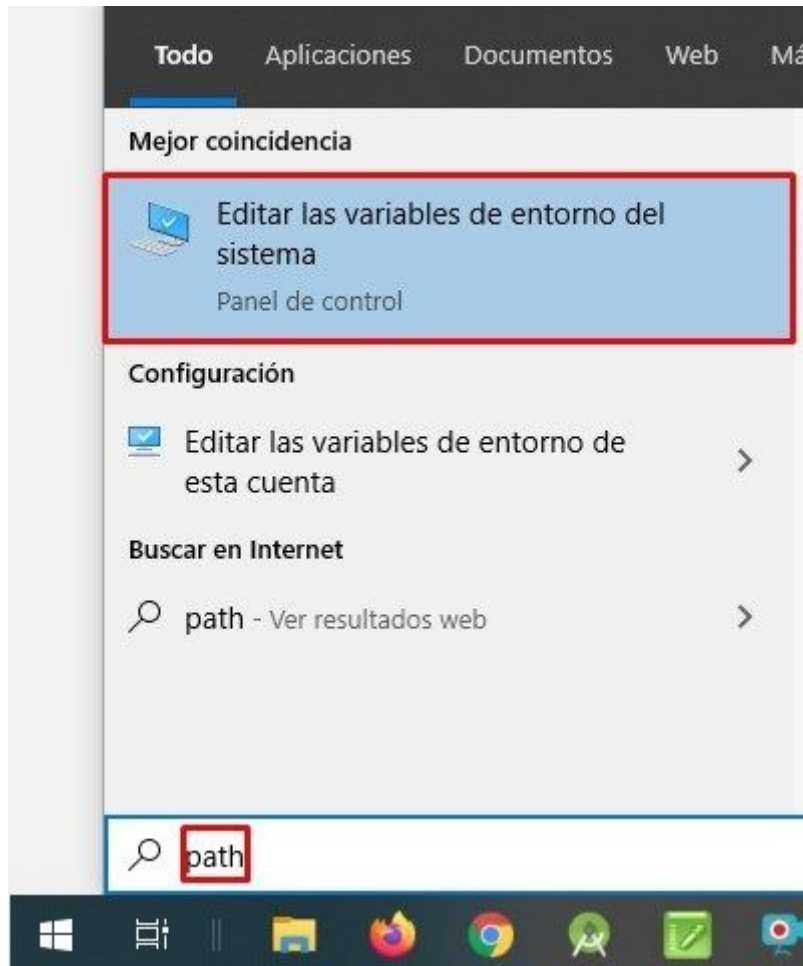 Todo Aplicaciones Documentos Web Má
Mejor coincidencia
Editar las variables de entorno del
sistema
Panel de control
Configuración
Editar las variables de entorno de
esta cuenta
Buscar en Internet
path - Ver resultados web
path